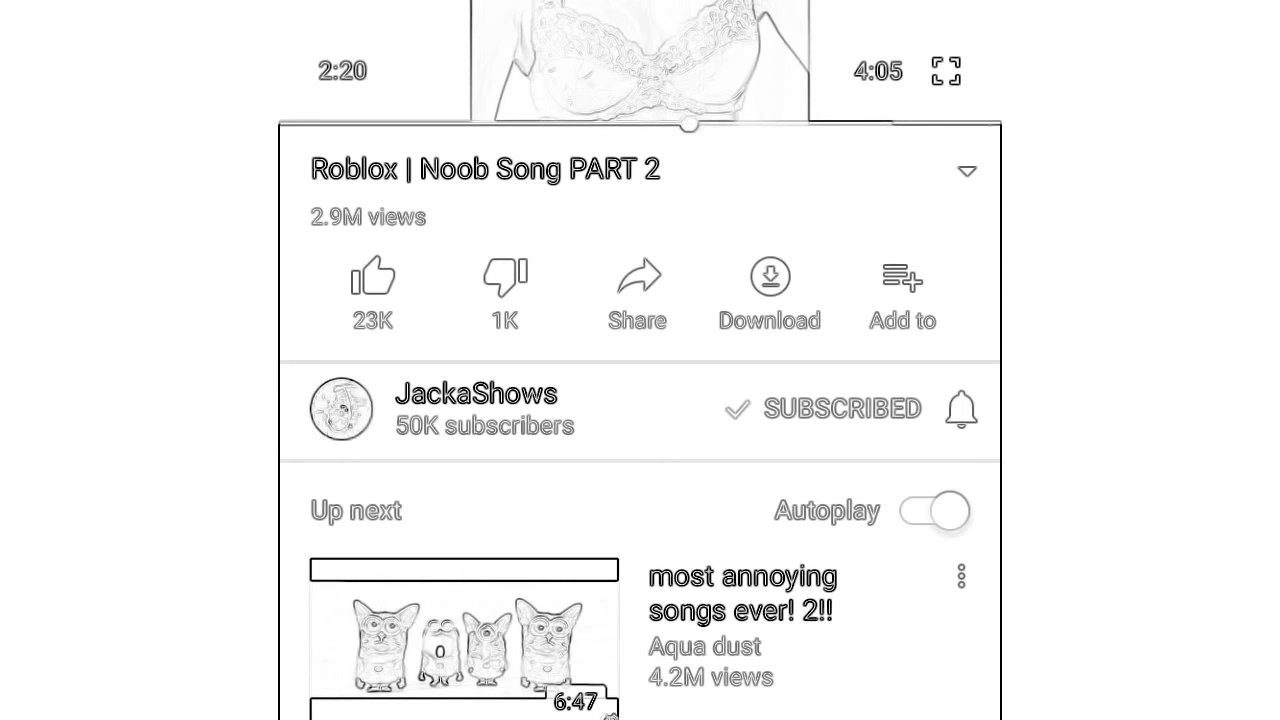 2:20 4:05
Roblox | Noob Song PART 2
2.9M views
23K 1K Share Download Add to
JackaShows
50K subscribers
SUBSCRIBED
Up next Autoplay
most annoying
songs ever! 2!!
Aqua dust
4.2M views
6:47